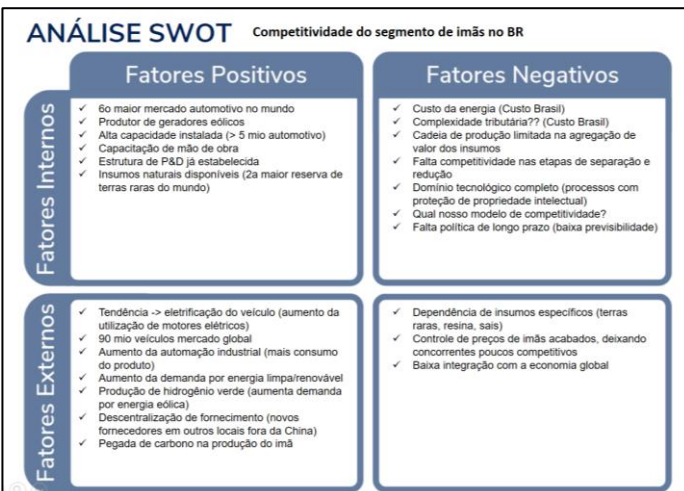 ANÁLISE SWOT Competitividade do segmento de imãs no BR
Fatores Positivos
Fatores Negativos
Fatores Internos
✓ 6o maior mercado automotivo no mundo
✓ Produtor de geradores eólicos
✓ Alta capacidade instalada (> 5 mio automotivo)
✓ Capacitação de mão de obra
✓ Estrutura de P&D já estabelecida
✓ Insumos naturais disponíveis (2a maior reserva de
terras raras do mundo)
✓ Custo da energia (Custo Brasil)
✓ Complexidade tributária?? (Custo Brasil)
✓ Cadeia de produção limitada na agregação de
valor dos insumos
✓ Falta competitividade nas etapas de separação e
redução
✓ Domínio tecnológico completo (processos com
proteção de propriedade intelectual)
✓ Qual nosso modelo de competitividade?
✓ Falta política de longo prazo (baixa previsibilidade)
Fatores Externos
✓ Tendência -> eletrificação do veículo (aumento da
utilização de motores elétricos)
✓ 90 mio veículos mercado global
✓ Aumento da automação industrial (mais consumo
do produto)
✓ Aumento da demanda por energia limpa/renovável
✓ Produção de hidrogênio verde (aumenta demanda
por energia eólica)
✓ Descentralização de fornecimento (novos
fornecedores em outros locais fora da China)
✓ Pegada de carbono na produção do imã
✓ Dependência de insumos específicos (terras
raras, resina, sais)
✓ Controle de preços de imãs acabados, deixando
concorrentes poucos competitivos
✓ Baixa integração com a economia global